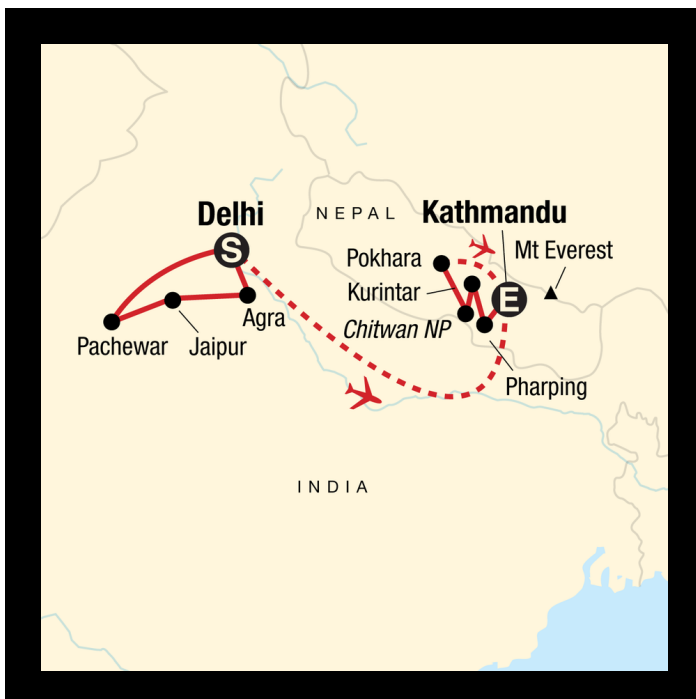 Delhi
S
NEPAL
Kathmandu
Mt Everest
Pokhara
Kurintar
E
Chitwan NP
Agra
Pachewar
Jaipur
Pharping
INDIA